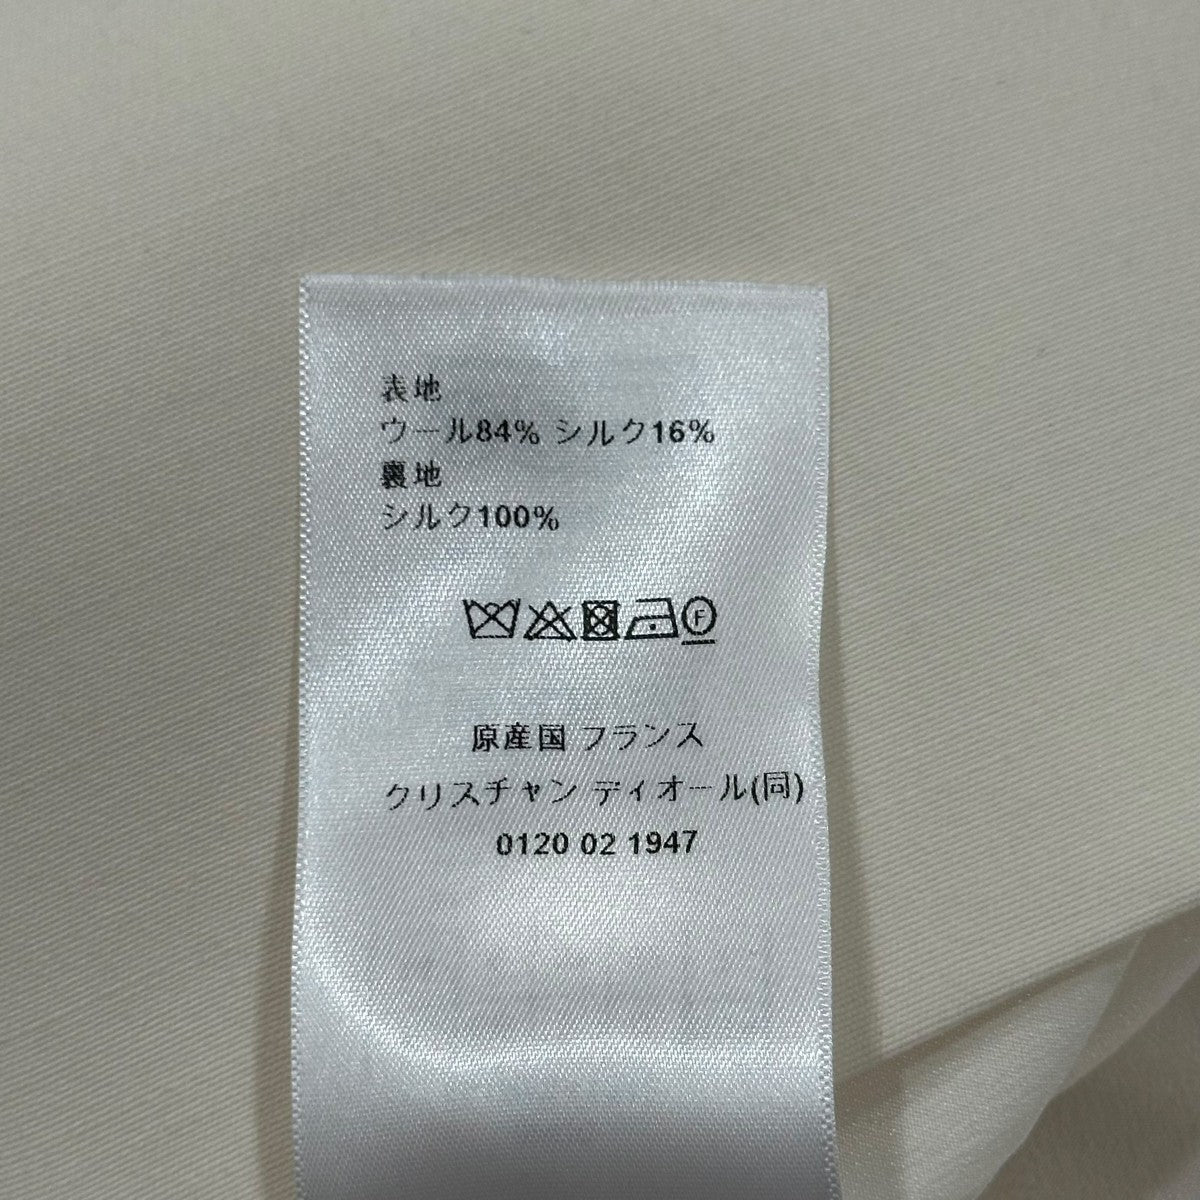 表地
ウール84% シルク16%
裏地
シルク100%
F
原産国 フランス
クリスチャン ディオール(同)
0120 02 1947